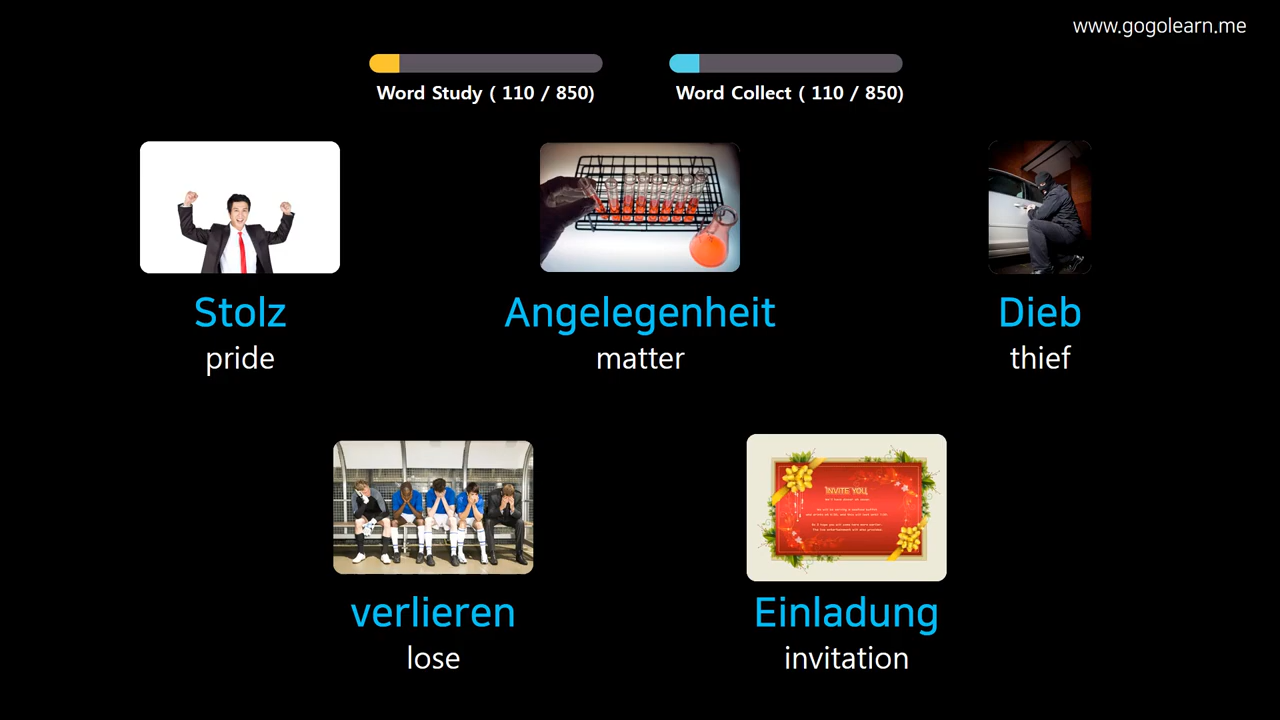 www.gogolearn.me
Word Study ( 110 / 850)
Word Collect ( 110 / 850)
Stolz
pride
Angelegenheit
matter
Dieb
thief
INVITE YOU
verlieren
lose
Einladung
invitation